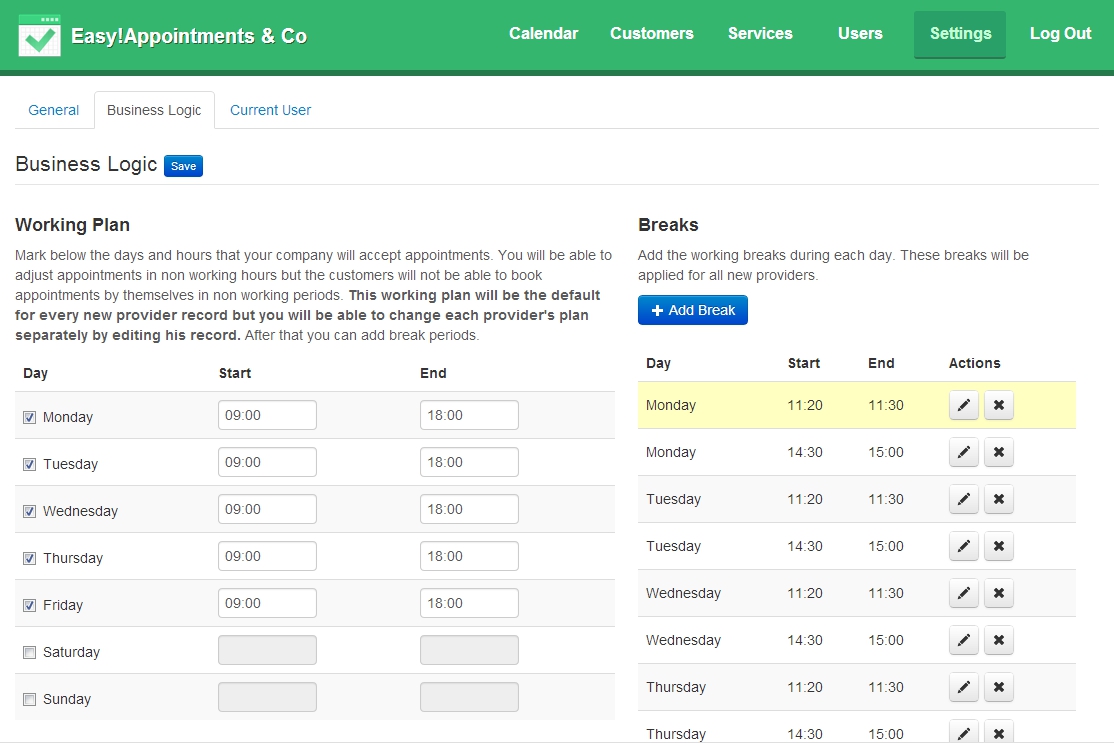 Easy!Appointments & Co
Calendar Customers Services Users Settings Log Out
General Business Logic Current User
Business Logic Save
Working Plan
Mark below the days and hours that your company will accept appointments. You will be able to
adjust appointments in non working hours but the customers will not be able to book
appointments by themselves in non working periods. This working plan will be the default
for every new provider record but you will be able to change each provider's plan
separately by editing his record. After that you can add break periods.
Day Start End
Monday 09:00 18:00
Tuesday 09:00 18:00
Wednesday 09:00 18:00
Thursday 09:00 18:00
Friday 09:00 18:00
Saturday
Sunday
Breaks
Add the working breaks during each day. These breaks will be
applied for all new providers.
Add Break
Day Start End Actions
Monday 11:20 11:30
Monday 14:30 15:00
Tuesday 11:20 11:30
Tuesday 14:30 15:00
Wednesday 11:20 11:30
Wednesday 14:30 15:00
Thursday 11:20 11:30
Thursday 14:30 15:00